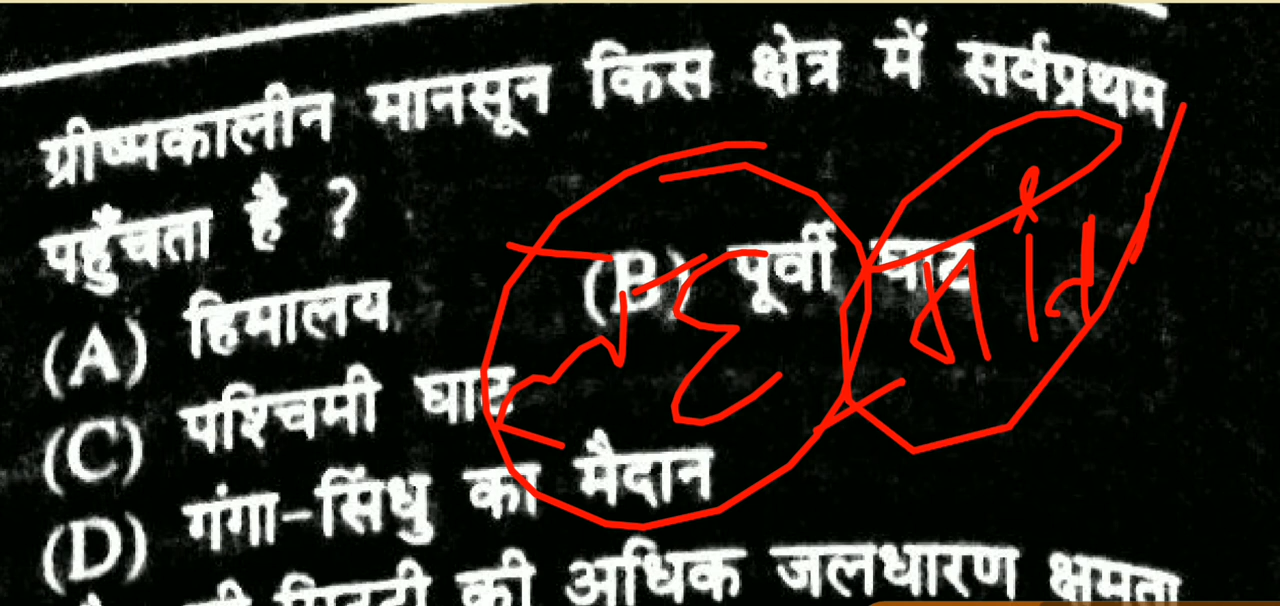 ग्रीष्मकालीन मानसून किस क्षेत्र में सर्वप्रथम
पहुँचता है ?
(A) हिमालय (B) पूर्वी घाट
(C) पश्चिमी घाट
(D) गंगा-सिंधु का मैदान
की अधिक जलधारण क्षमता